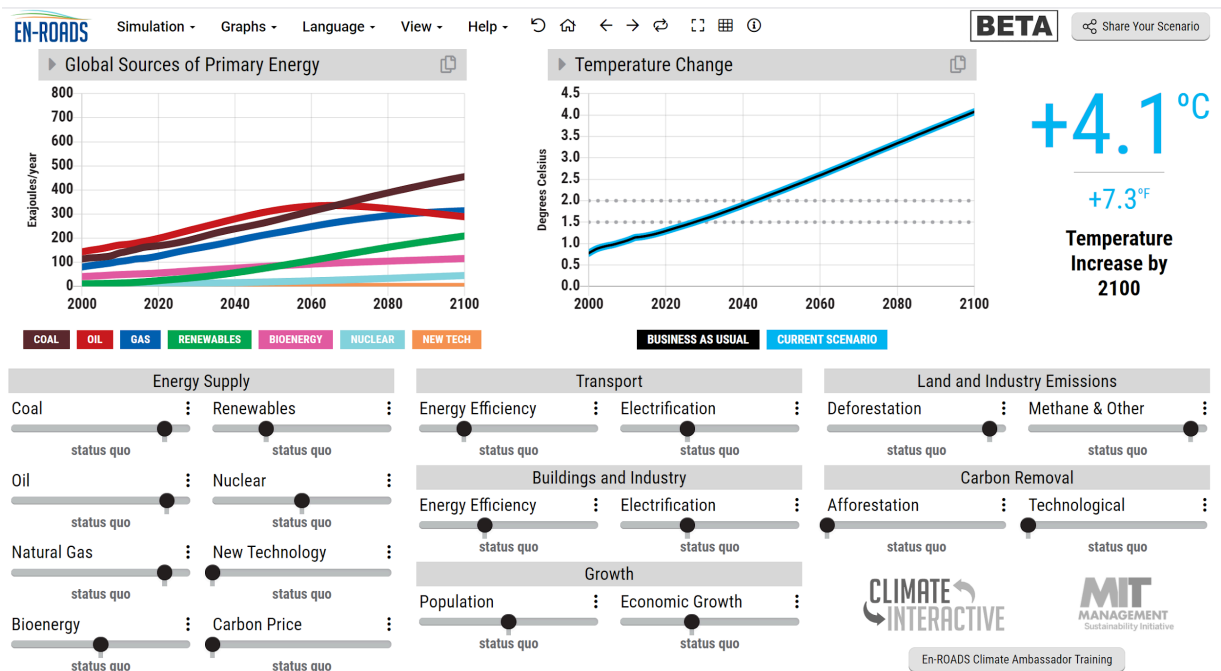 EN-ROADS
Simulation Graphs Language View Help
BETA
Share Your Scenario
Global Sources of Primary Energy
800
700
600
500
400
300
200
100
0
Exajoules/year
2000 2020 2040 2060 2080 2100
COAL OIL GAS RENEWABLES BIOENERGY NUCLEAR NEW TECH
Temperature Change
4.5
4.0
3.5
3.0
2.5
2.0
1.5
1.0
0.5
0.0
Degrees Celsius
2000 2020 2040 2060 2080 2100
BUSINESS AS USUAL CURRENT SCENARIO
+4.1 ºC
+7.3 ºF
Temperature
Increase by
2100
Energy Supply
Coal Renewables
status quo status quo
Oil Nuclear
status quo status quo
Natural Gas New Technology
status quo status quo
Bioenergy Carbon Price
status quo status quo
Transport
Energy Efficiency Electrification
status quo status quo
Buildings and Industry
Energy Efficiency Electrification
status quo status quo
Growth
Population Economic Growth
status quo status quo
Land and Industry Emissions
Deforestation Methane & Other
status quo status quo
Carbon Removal
Afforestation Technological
status quo status quo
CLIMATE
INTERACTIVE
MIT
MANAGEMENT
Sustainability Initiative
En-ROADS Climate Ambassador Training